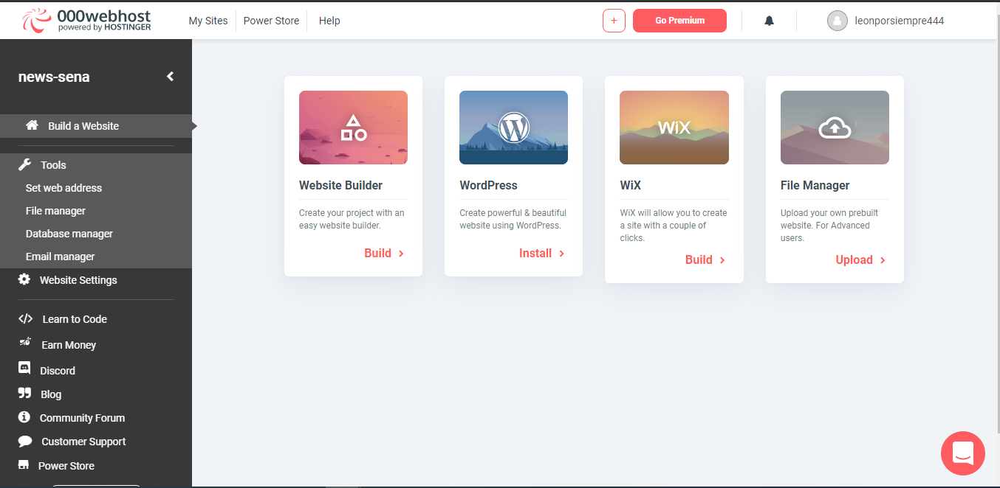 000webhost
powered by HOSTINGER
My Sites
Power Store
Help
+
Go Premium
leonporsiempre444
news-sena
Build a Website
Tools
Set web address
File manager
Database manager
Email manager
Website Settings
Learn to Code
Earn Money
Discord
Blog
Community Forum
Customer Support
Power Store
Website Builder
Create your project with an
easy website builder.
Build
W
WordPress
Create powerful & beautiful
website using WordPress.
Install
WiX
WiX
WiX will allow you to create
a site with a couple of
clicks.
Build
File Manager
Upload your own prebuilt
website. For Advanced
users.
Upload